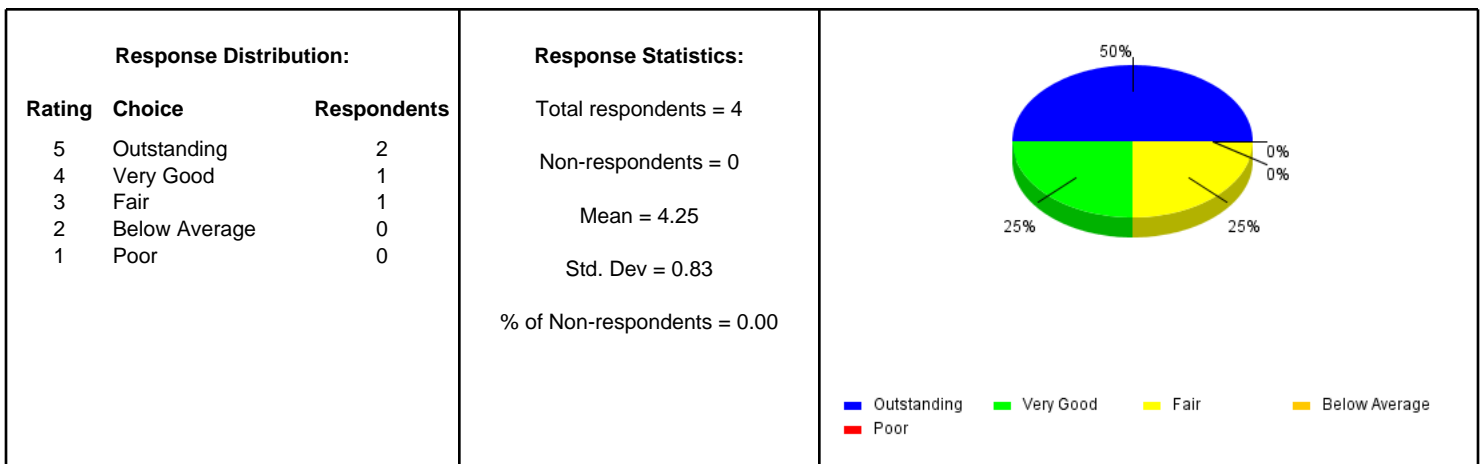 Response Distribution:
Rating Choice Respondents
5 Outstanding 2
4 Very Good 1
3 Fair 1
2 Below Average 0
1 Poor 0
Response Statistics:
Total respondents = 4
Non-respondents = 0
Mean = 4.25
Std. Dev = 0.83
% of Non-respondents = 0.00
50%
0%
0%
25%
25%
Outstanding Very Good Fair Below Average
Poor